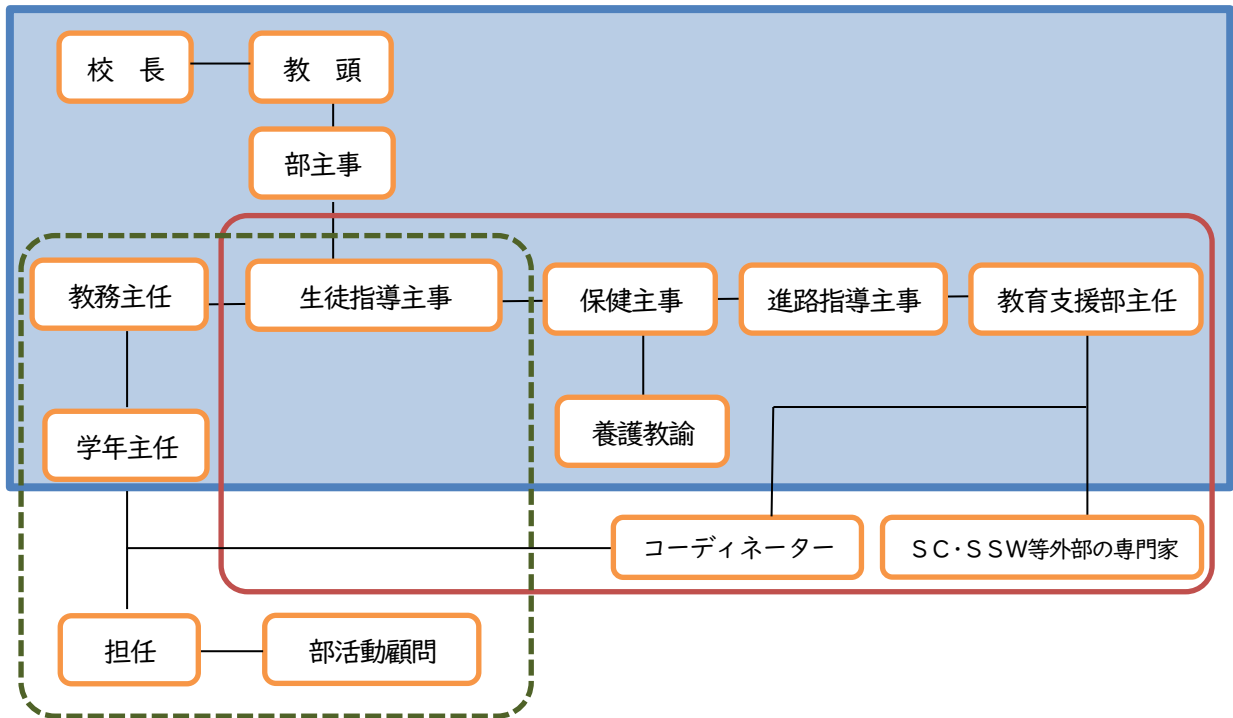 校　長
教　頭
部主事
教務主任
生徒指導主事
保健主事
進路指導主事
教育支援部主任
学年主任
養護教諭
コーディネーター
ＳＣ・ＳＳＷ等外部の専門家
担任
部活動顧問